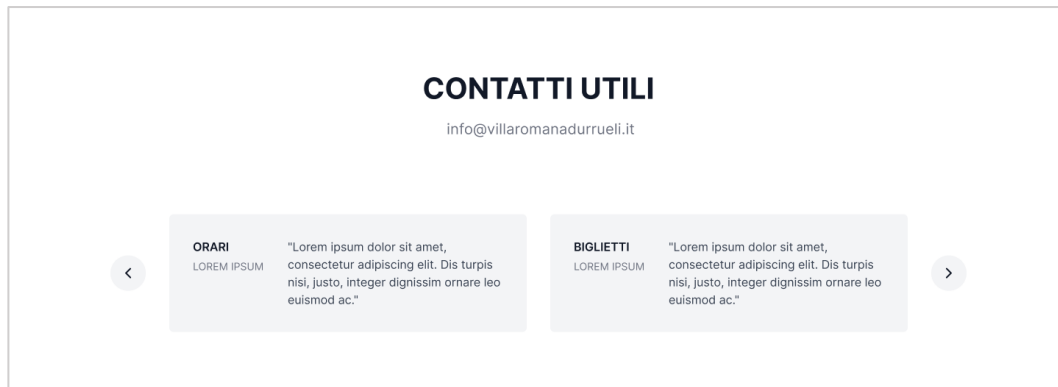 CONTATTI UTILI
info@villaromanadurrueli.it
ORARI
LOREM IPSUM
"Lorem ipsum dolor sit amet,
consectetur adipiscing elit. Dis turpis
nisi, justo, integer dignissim ornare leo
euismod ac."
BIGLIETTI
LOREM IPSUM
"Lorem ipsum dolor sit amet,
consectetur adipiscing elit. Dis turpis
nisi, justo, integer dignissim ornare leo
euismod ac."